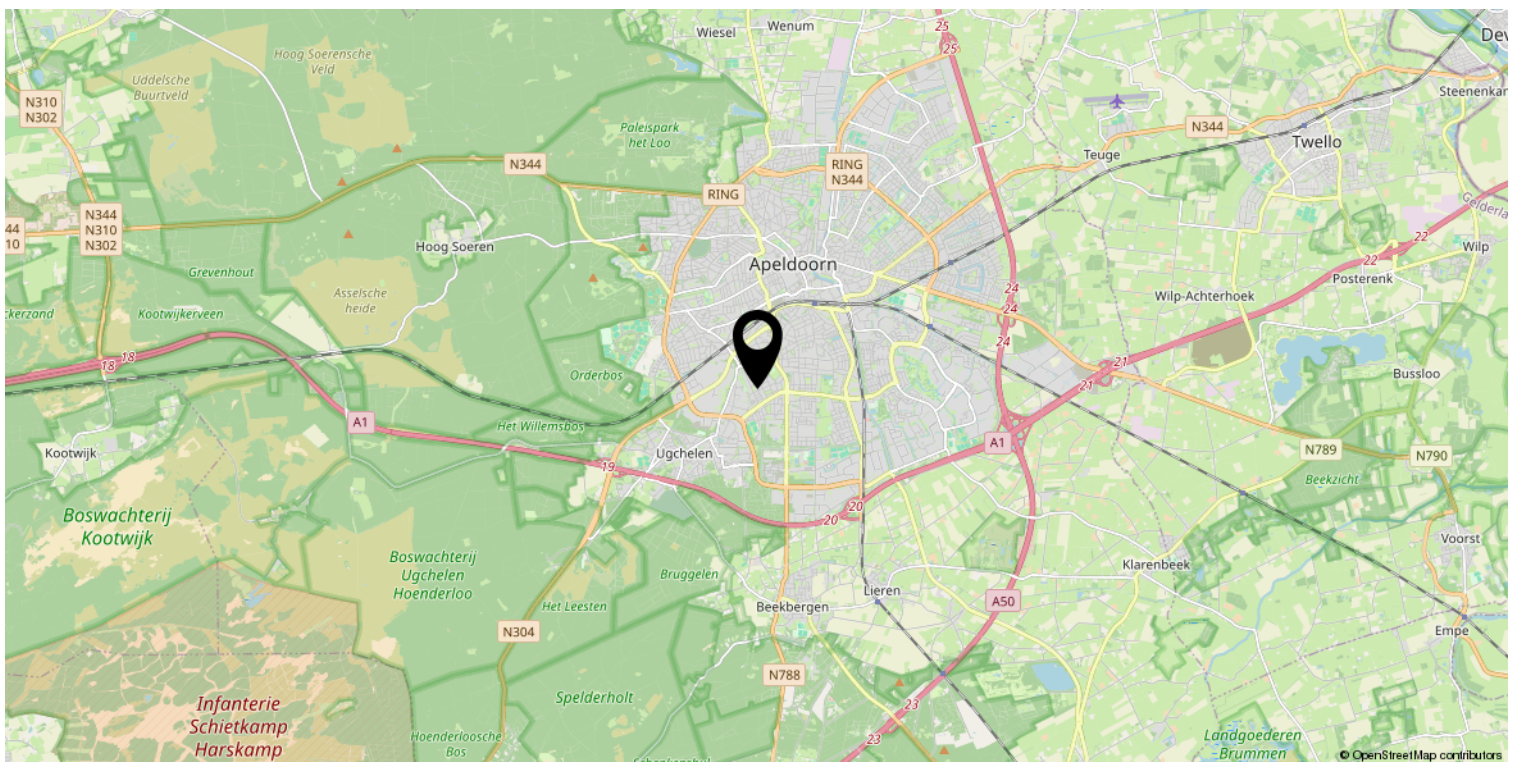 Wiesel
Wenum
25
25
Dev
Hoog Soerensche
Veld
Uddelsche
Buurtveld
N310
N302
Steenenkar
Paleispark
het Loo
N344
Twello
Teuge
N344
RING
N344
RING
N344
N310
N302
44
10
Gelderla
22
22
Wilp
Hoog Soeren
Grevenhout
Apeldoorn
Posterenk
Asselsche
heide
24
24
24
Wilp-Achterhoek
ckerzand
Kootwijkerveen
18
18
21
21
Bussloo
Orderbos
A1
Het Willemsbos
A1
N789
N790
Kootwijk
Ugchelen
19
Beekzicht
20
20
Boswachterij
Kootwijk
Voorst
Boswachterij
Ugchelen
Hoenderloo
Klarenbeek
Bruggelen
Lieren
A50
Het Leesten
Beekbergen
N304
Empe
N788
Spelderholt
Infanterie
Schietkamp
Harskamp
23
23
Hoenderloosche
Bos
Landgoederen
Brummen
© OpenStreetMap contributors